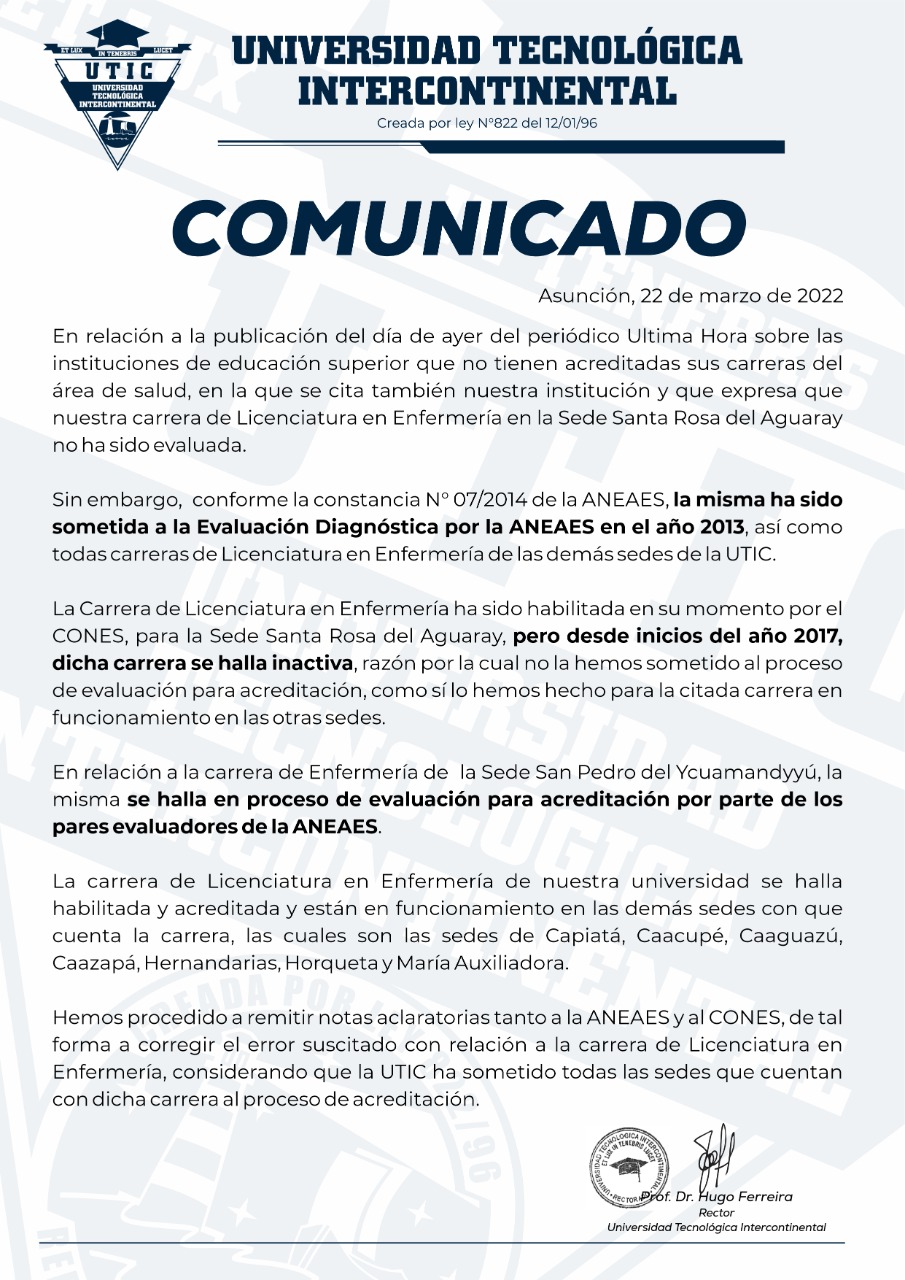 ET LUX IN TENEBRIS LUCET
UTIC
UNIVERSIDAD
TECNOLÓGICA
INTERCONTINENTAL
UNIVERSIDAD TECNOLÓGICA
INTERCONTINENTAL
Creada por ley N°822 del 12/01/96
COMUNICADO
Asunción, 22 de marzo de 2022
En relación a la publicación del día de ayer del periódico Ultima Hora sobre las
instituciones de educación superior que no tienen acreditadas sus carreras del
área de salud, en la que se cita también nuestra institución y que expresa que
nuestra carrera de Licenciatura en Enfermería en la Sede Santa Rosa del Aguaray
no ha sido evaluada.
Sin embargo, conforme la constancia N° 07/2014 de la ANEAES, la misma ha sido
sometida a la Evaluación Diagnóstica por la ANEAES en el año 2013, así como
todas carreras de Licenciatura en Enfermería de las demás sedes de la UTIC.
La Carrera de Licenciatura en Enfermería ha sido habilitada en su momento por el
CONES, para la Sede Santa Rosa del Aguaray, pero desde inicios del año 2017,
dicha carrera se halla inactiva, razón por la cual no la hemos sometido al proceso
de evaluación para acreditación, como sí lo hemos hecho para la citada carrera en
funcionamiento en las otras sedes.
En relación a la carrera de Enfermería de la Sede San Pedro del Ycuamandyyú, la
misma se halla en proceso de evaluación para acreditación por parte de los
pares evaluadores de la ANEAES.
La carrera de Licenciatura en Enfermería de nuestra universidad se halla
habilitada y acreditada y están en funcionamiento en las demás sedes con que
cuenta la carrera, las cuales son las sedes de Capiatá, Caacupé, Caaguazú,
Caazapá, Hernandarias, Horqueta y María Auxiliadora.
Hemos procedido a remitir notas aclaratorias tanto a la ANEAES y al CONES, de tal
forma a corregir el error suscitado con relación a la carrera de Licenciatura en
Enfermería, considerando que la UTIC ha sometido todas las sedes que cuentan
con dicha carrera al proceso de acreditación.
UNIVERSIDAD TECNOLOGICA INTERCONTINENTAL
ET LUX IN TENEBRIS LUCET
Prof. Dr. Hugo Ferreira
Rector
Universidad Tecnológica Intercontinental